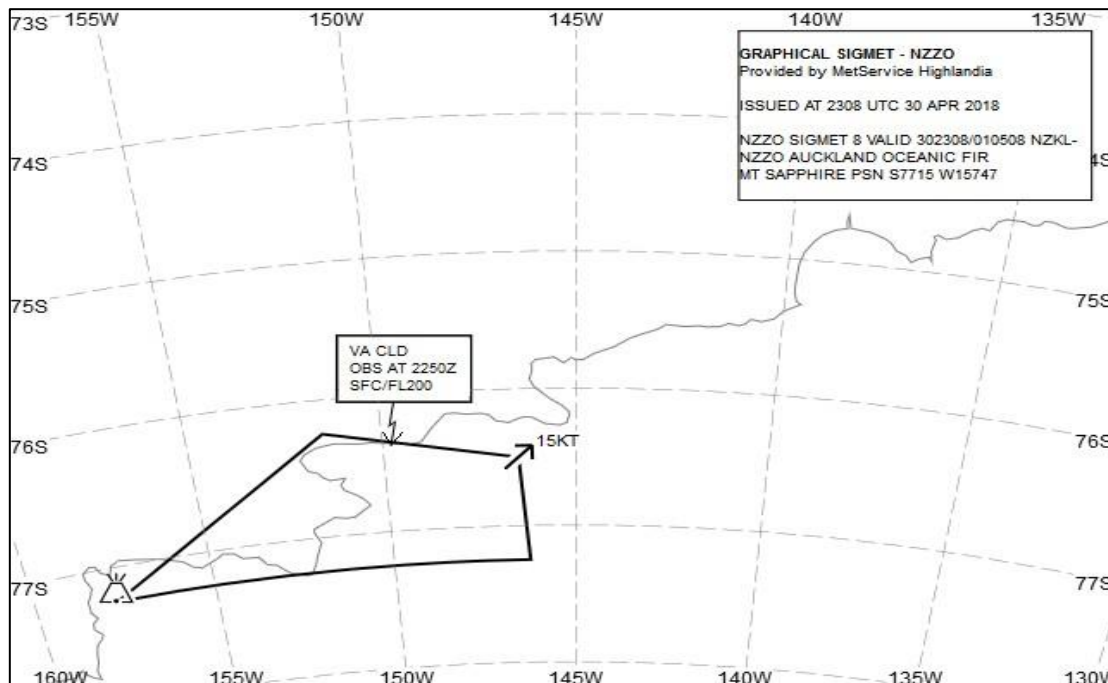 73S 155W 150W 145W 140W 135W
GRAPHICAL SIGMET - NZZO
Provided by MetService Highlandia
ISSUED AT 2308 UTC 30 APR 2018
NZZO SIGMET 8 VALID 302308/010508 NZKL-
NZZO AUCKLAND OCEANIC FIR
MT SAPPHIRE PSN S7715 W15747
74S 4S
75S 75S
VA CLD
OBS AT 2250Z
SFC/FL200
76S 15KT 76S
77S 77S
160W 155W 150W 145W 140W 135W 130W